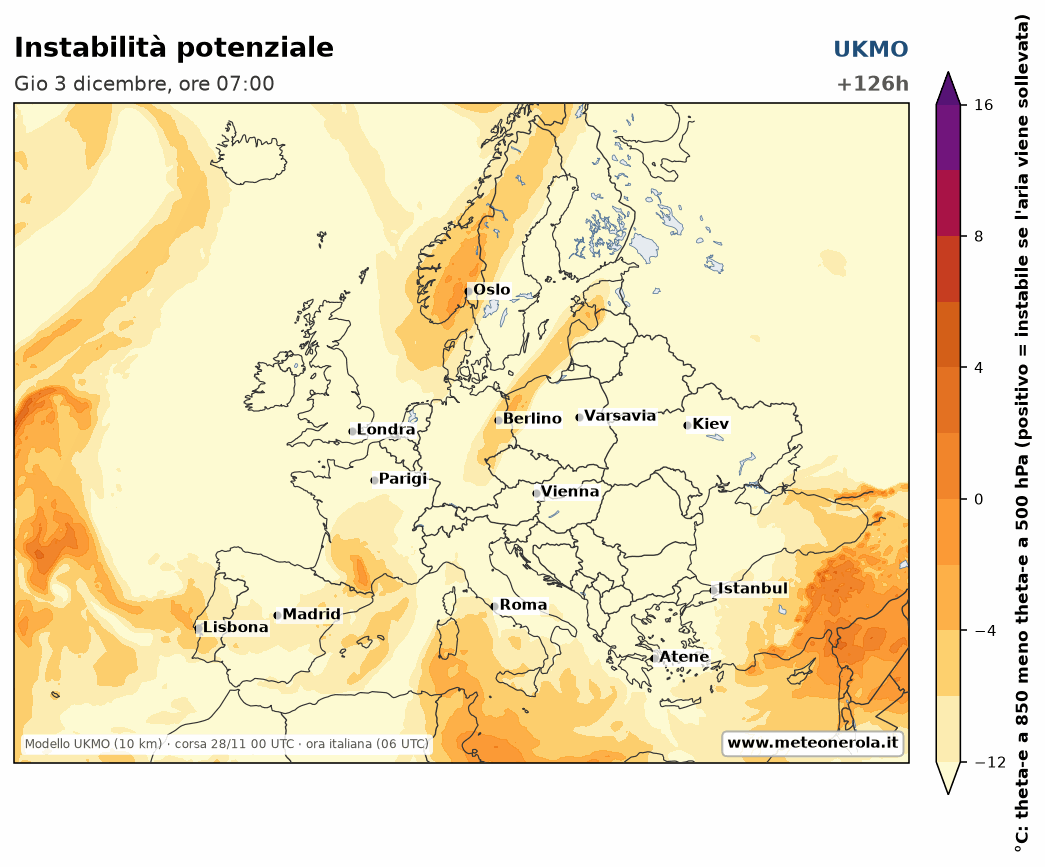 Instabilità potenziale
UKMO
Gio 3 dicembre, ore 07:00
+126h
Oslo
Berlino
Varsavia
Kiev
Londra
Parigi
Vienna
Istanbul
Roma
Madrid
Lisbona
Atene
Modello UKMO (10 km) · corsa 28/11 00 UTC · ora italiana (06 UTC)
www.meteonerola.it
16
8
4
0
−4
−12
°C: theta-e a 850 meno theta-e a 500 hPa (positivo = instabile se l'aria viene sollevata)